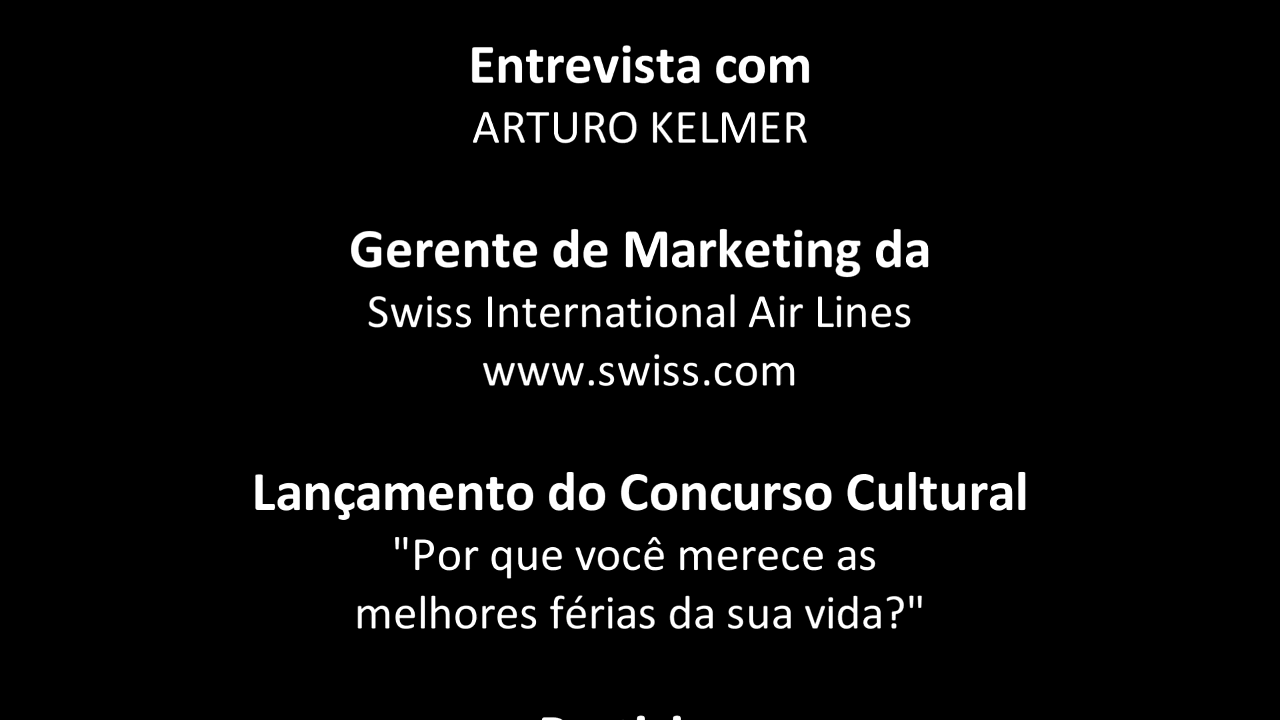 Entrevista com
ARTURO KELMER
Gerente de Marketing da
Swiss International Air Lines
www.swiss.com
Lançamento do Concurso Cultural
"Por que você merece as
melhores férias da sua vida?"